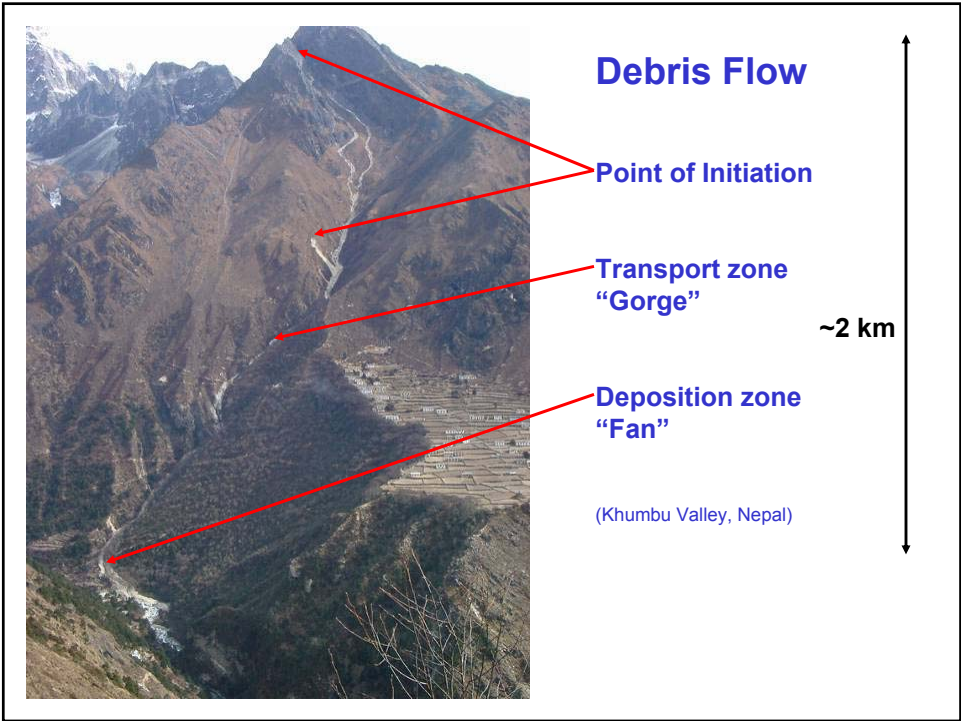 Debris Flow
Point of Initiation
Transport zone
“Gorge”
~2 km
Deposition zone
“Fan”
(Khumbu Valley, Nepal)